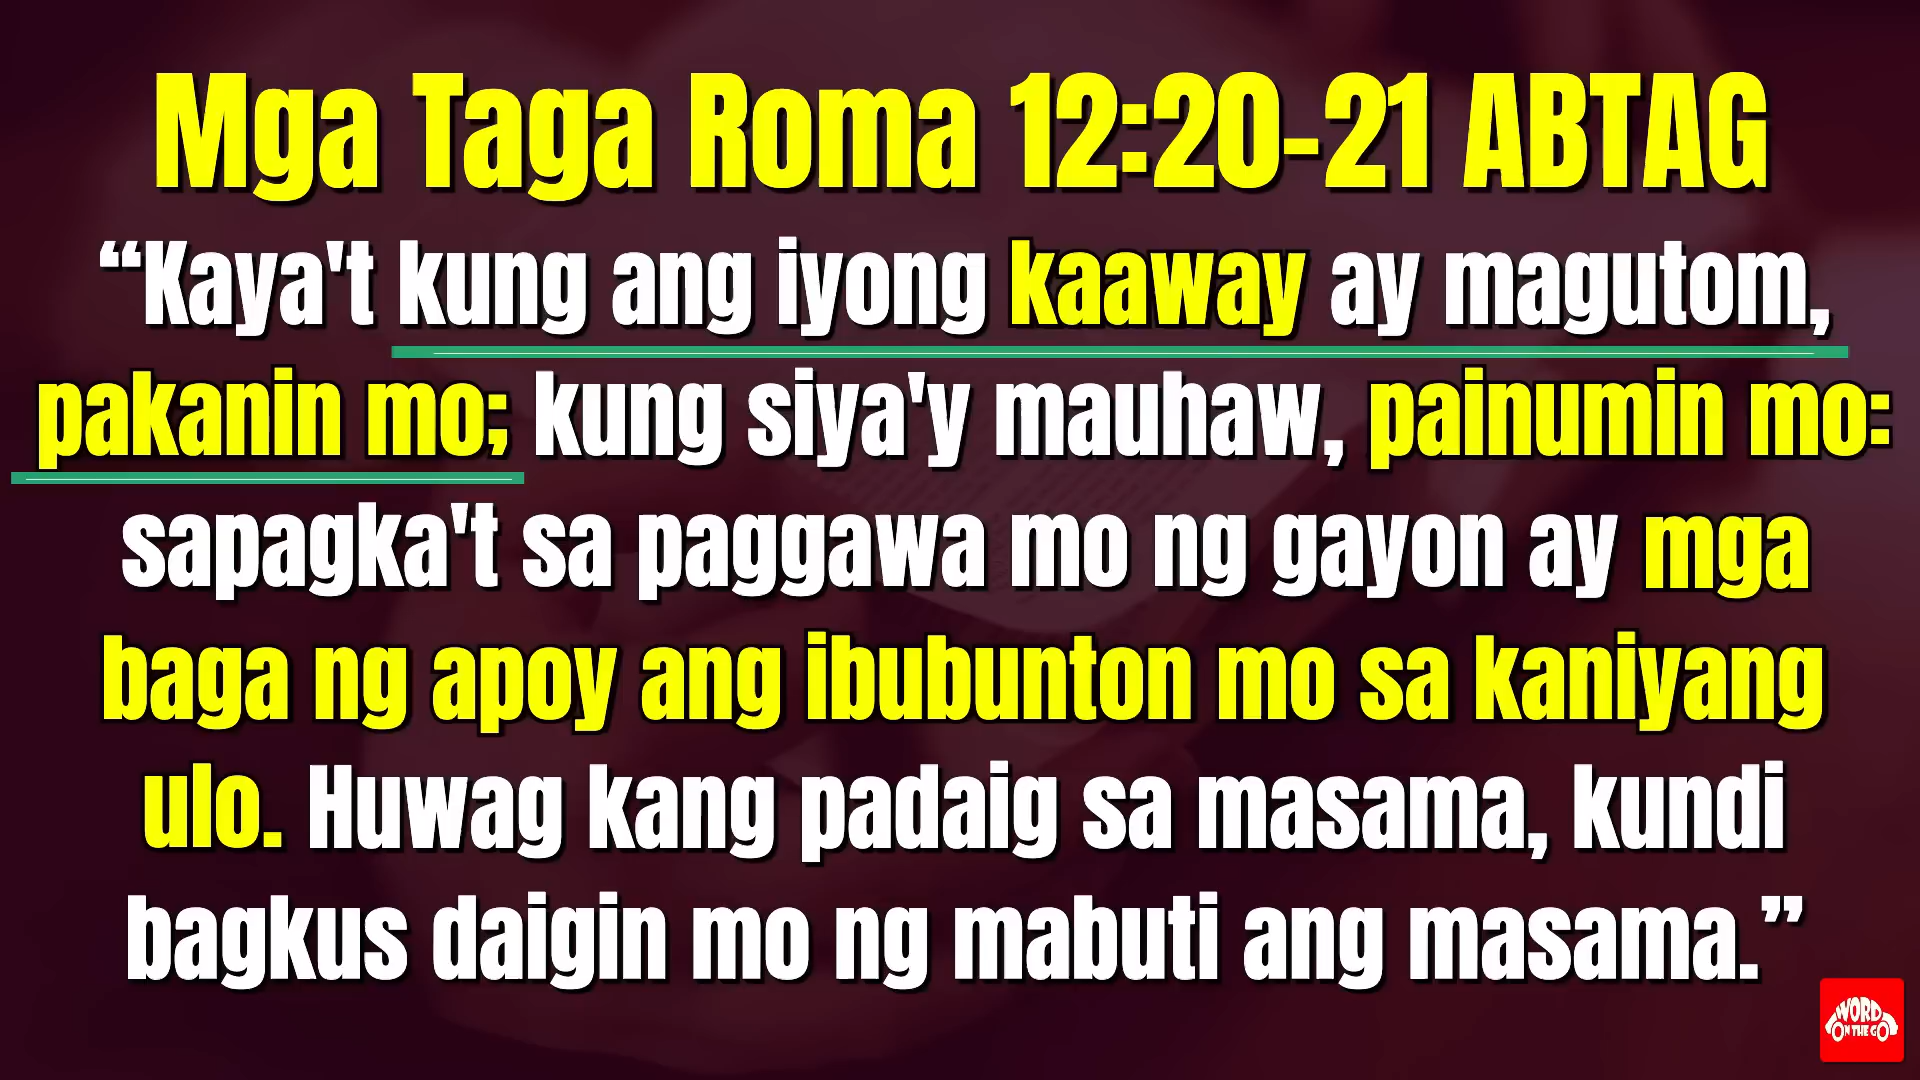 Mga Taga Roma 12:20-21 ABTAG
“Kaya't kung ang iyong kaaway ay magutom,
pakanin mo; kung siya'y mauhaw, painumin mo:
sapagka't sa paggawa mo ng gayon ay mga
baga ng apoy ang ibubunton mo sa kaniyang
ulo. Huwag kang padaig sa masama, kundi
bagkus daigin mo ng mabuti ang masama.”
WORD
ON THE GO